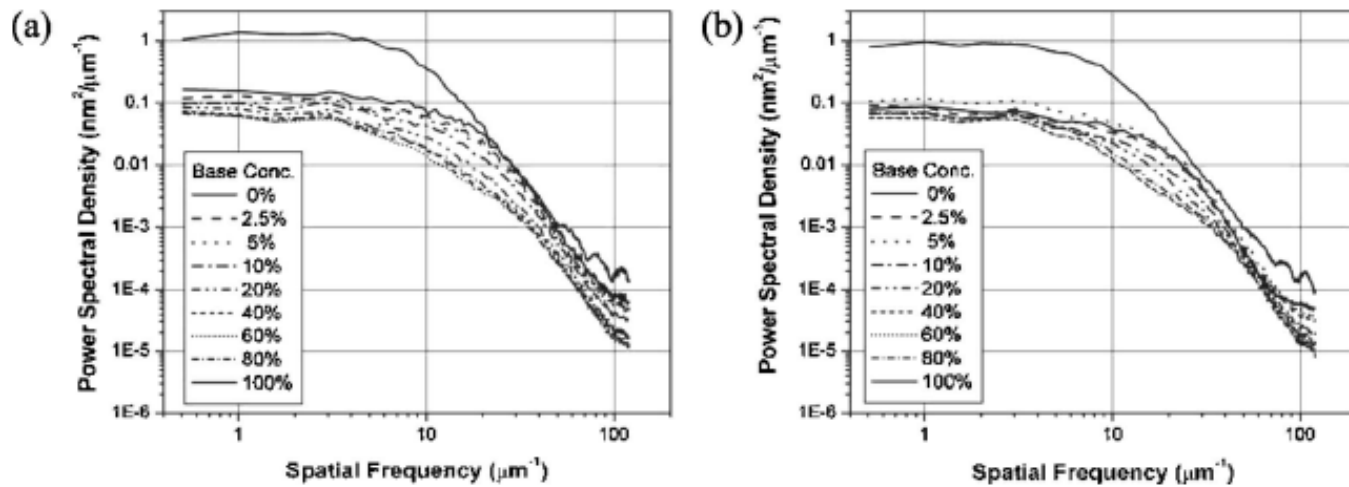 (a)
Power Spectral Density (nm²/μm⁻¹)
1
0.1
0.01
1E-3
1E-4
1E-5
1E-6
Base Conc.
0%
2.5%
5%
10%
20%
40%
60%
80%
100%
1
10
100
Spatial Frequency (μm⁻¹)
(b)
Power Spectral Density (nm²/μm⁻¹)
1
0.1
0.01
1E-3
1E-4
1E-5
1E-6
Base Conc.
0%
2.5%
5%
10%
20%
40%
60%
80%
100%
1
10
100
Spatial Frequency (μm⁻¹)